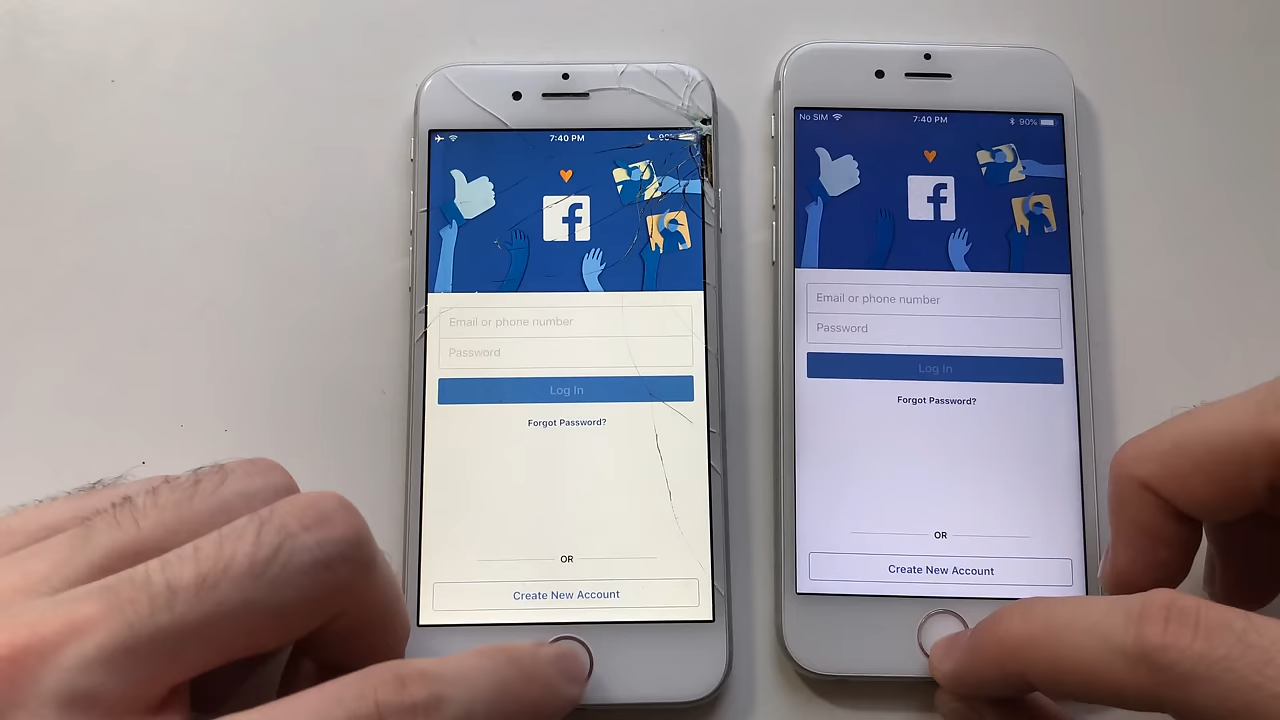 7:40 PM
f
Email or phone number
Password
Log In
Forgot Password?
OR
Create New Account
No SIM
7:40 PM
90%
f
Email or phone number
Password
Log In
Forgot Password?
OR
Create New Account